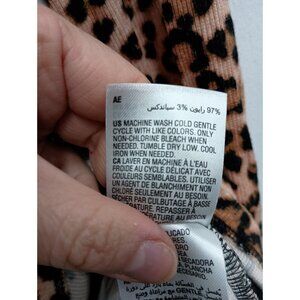 AE
97% رايون 3% سباندكس
US MACHINE WASH COLD GENTLE
CYCLE WITH LIKE COLORS. ONLY
NON-CHLORINE BLEACH WHEN
NEEDED. TUMBLE DRY LOW. COOL
IRON WHEN NEEDED.
CA LAVER EN MACHINE À L'EAU
FROIDE AU CYCLE DÉLICAT AVEC
COULEURS SEMBLABLES. UTILISER
UN AGENT DE BLANCHIMENT NON
CHLORÉ SEULEMENT AU BESOIN.
SÉCHER PAR CULBUTAGE À BASSE
TEMPÉRATURE. REPASSER À
AU BESOIN